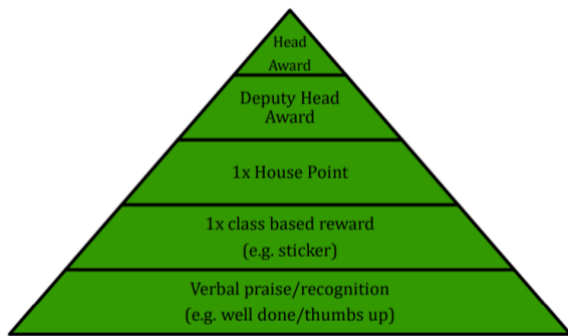 Head
Award
Deputy Head
Award
1x House Point
1x class based reward
(e.g. sticker)
Verbal praise/recognition
(e.g. well done/thumbs up)